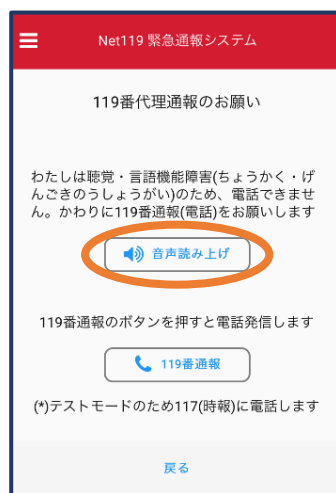 Net119 緊急通報システム
119番代理通報のお願い
わたしは聴覚・言語機能障害(ちょうかく・げ
んごきのうしょうがい)のため、電話できませ
ん。かわりに119番通報(電話)をお願いします
音声読み上げ
119番通報のボタンを押すと電話発信します
119番通報
(*)テストモードのため117(時報)に電話します
戻る